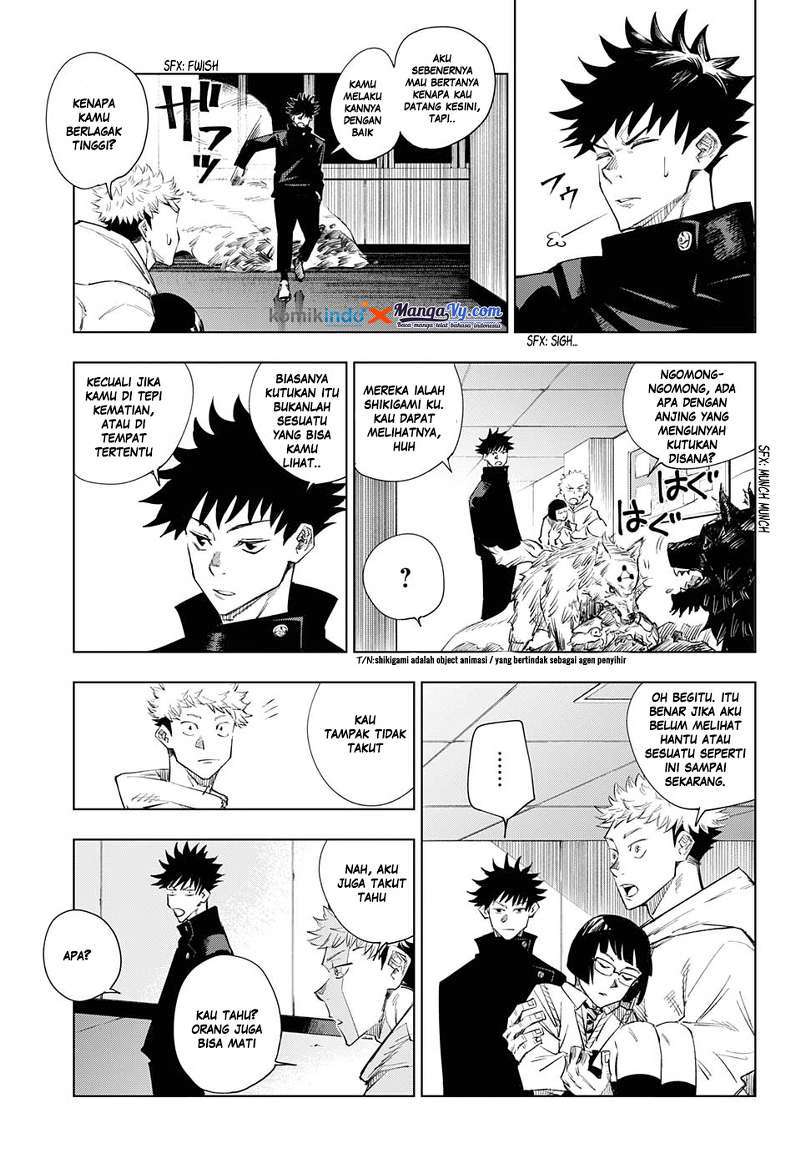 SFX: SIGH..
AKU
SEBENERNYA
MAU BERTANYA
KENAPA KAU
DATANG KESINI,
TAPI..
KAMU
MELAKU
KANNYA
DENGAN
BAIK
SFX: FWISH
ザッ
KENAPA
KAMU
BERLAGAK
TINGGI?
komikindo X MangaVy.com
Baca manga telat bahasa indonesia
NGOMONG-
NGOMONG, ADA
APA DENGAN
ANJING YANG
MENGUNYAH
KUTUKAN
DISANA?
SFX: MUNCH MUNCH
はぐ
はぐ
MEREKA IALAH
SHIKIGAMI KU.
KAU DAPAT
MELIHATNYA,
HUH
?
T/N:shikigami adalah object animasi / yang bertindak sebagai agen penyihir
BIASANYA
KUTUKAN ITU
BUKANLAH
SESUATU
YANG BISA
KAMU
LIHAT..
KECUALI JIKA
KAMU DI TEPI
KEMATIAN,
ATAU DI
TEMPAT
TERTENTU
OH BEGITU. ITU
BENAR JIKA AKU
BELUM MELIHAT
HANTU ATAU
SESUATU SEPERTI
INI SAMPAI
SEKARANG.
......
KAU
TAMPAK TIDAK
TAKUT
NAH, AKU
JUGA TAKUT
TAHU
KAU TAHU?
ORANG JUGA
BISA MATI
APA?